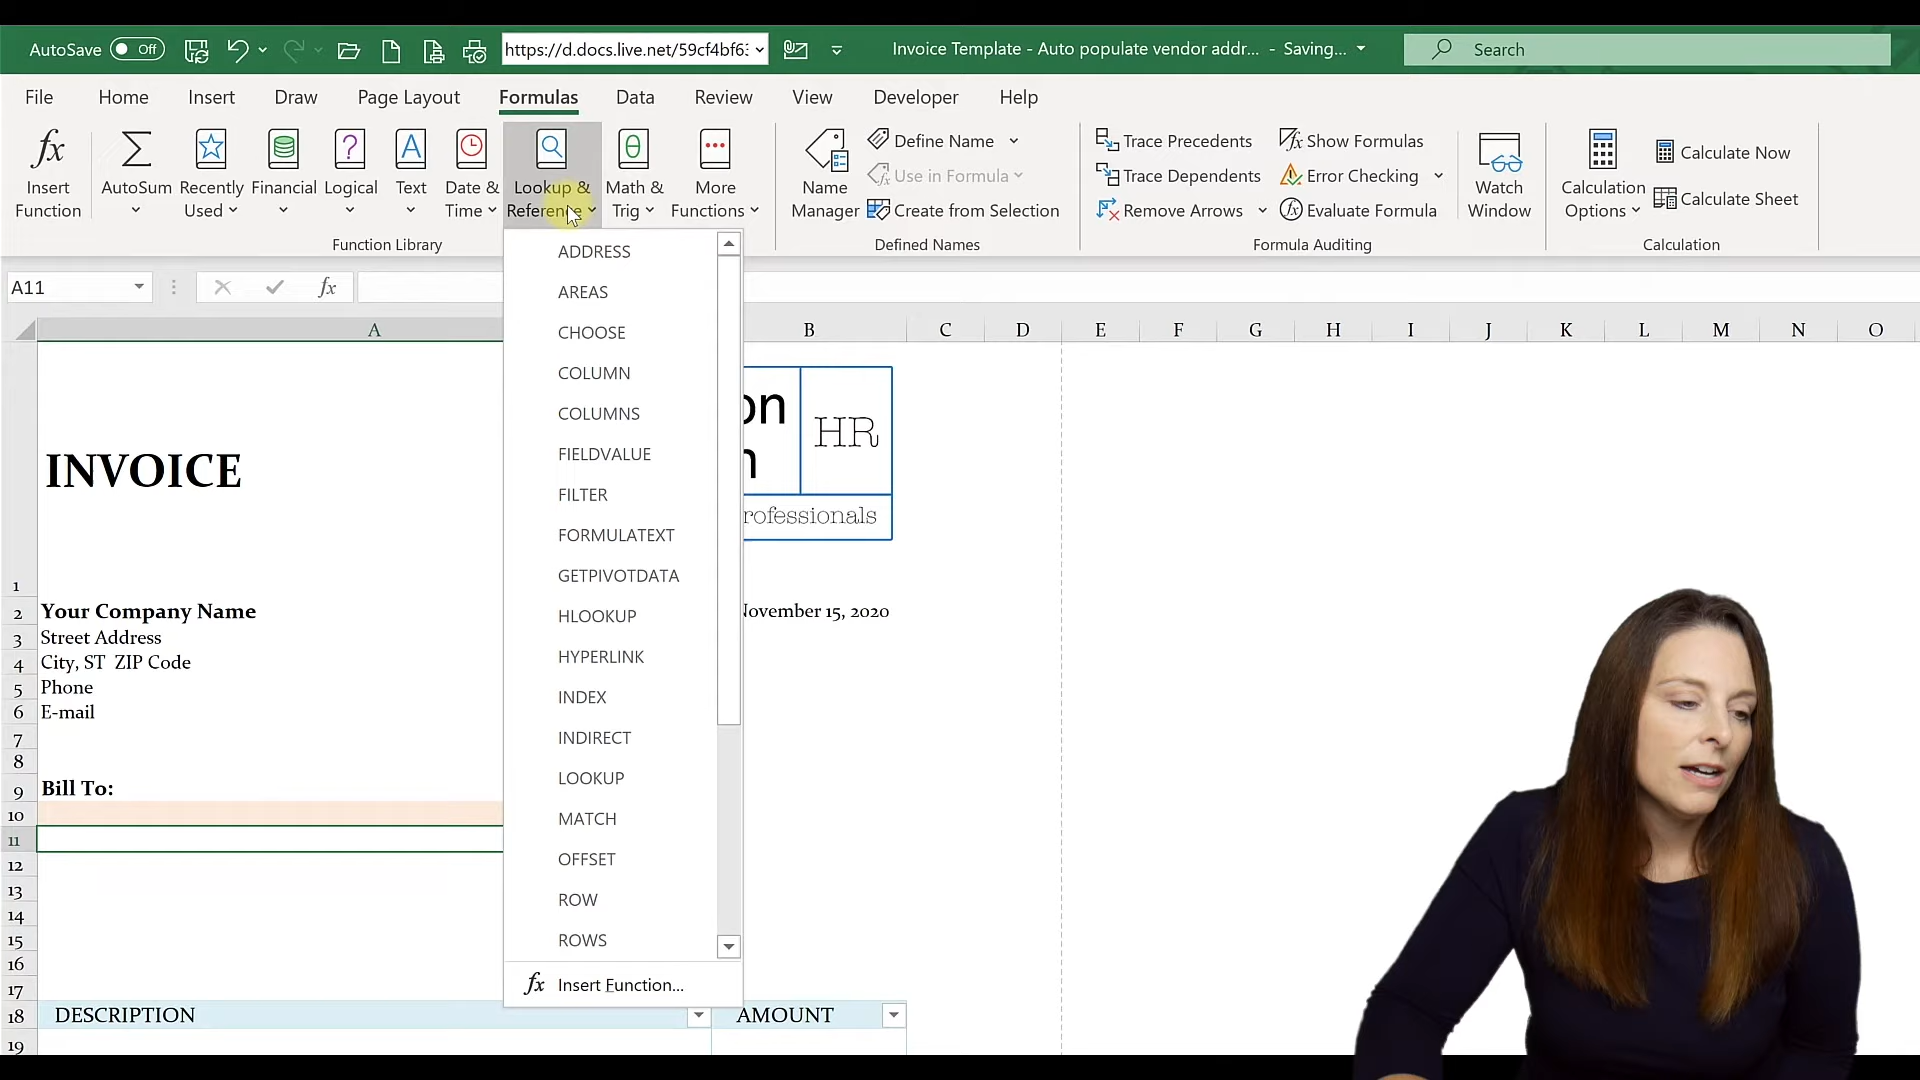 AutoSave Off https://d.docs.live.net/59cf4bf63 Invoice Template - Auto populate vendor addr... - Saving... Search
File Home Insert Draw Page Layout Formulas Data Review View Developer Help
Insert Function
AutoSum
Recently Used
Financial
Logical
Text
Date & Time
Lookup & Reference
Math & Trig
More Functions
Function Library
Name Manager
Define Name
Use in Formula
Create from Selection
Defined Names
Trace Precedents
Trace Dependents
Remove Arrows
Show Formulas
Error Checking
Evaluate Formula
Formula Auditing
Watch Window
Calculation Options
Calculate Now
Calculate Sheet
Calculation
A11 fx
A B C D E F G H I J K L M N O
ADDRESS
AREAS
CHOOSE
COLUMN
COLUMNS
FIELDVALUE
FILTER
FORMULATEXT
GETPIVOTDATA
HLOOKUP
HYPERLINK
INDEX
INDIRECT
LOOKUP
MATCH
OFFSET
ROW
ROWS
fx Insert Function...
on
HR
rofessionals
INVOICE
1
2 Your Company Name November 15, 2020
3 Street Address
4 City, ST ZIP Code
5 Phone
6 E-mail
7
8
9 Bill To:
10
11
12
13
14
15
16
17
18 DESCRIPTION AMOUNT
19